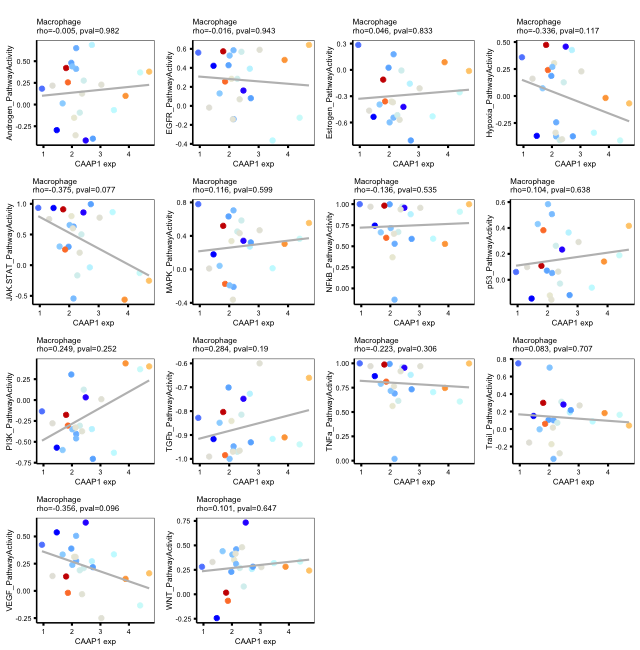 Macrophage
rho=-0.005, pval=0.982
Androgen_PathwayActivity
0.50
0.25
0.00
-0.25
1 2 3 4
CAAP1 exp
Macrophage
rho=-0.016, pval=0.943
EGFR_PathwayActivity
0.6
0.4
0.2
0.0
-0.2
-0.4
1 2 3 4
CAAP1 exp
Macrophage
rho=0.046, pval=0.833
Estrogen_PathwayActivity
0.3
0.0
-0.3
-0.6
1 2 3 4
CAAP1 exp
Macrophage
rho=-0.336, pval=0.117
Hypoxia_PathwayActivity
0.50
0.25
0.00
-0.25
1 2 3 4
CAAP1 exp
Macrophage
rho=-0.375, pval=0.077
JAK-STAT_PathwayActivity
1.0
0.5
0.0
-0.5
1 2 3 4
CAAP1 exp
Macrophage
rho=0.116, pval=0.599
MAPK_PathwayActivity
0.8
0.4
0.0
-0.4
1 2 3 4
CAAP1 exp
Macrophage
rho=-0.136, pval=0.535
NFkB_PathwayActivity
1.00
0.75
0.50
0.25
0.00
1 2 3 4
CAAP1 exp
Macrophage
rho=0.104, pval=0.638
p53_PathwayActivity
0.6
0.4
0.2
0.0
1 2 3 4
CAAP1 exp
Macrophage
rho=0.249, pval=0.252
PI3K_PathwayActivity
0.25
0.00
-0.25
-0.50
-0.75
1 2 3 4
CAAP1 exp
Macrophage
rho=0.284, pval=0.19
TGFb_PathwayActivity
-0.6
-0.7
-0.8
-0.9
-1.0
1 2 3 4
CAAP1 exp
Macrophage
rho=-0.223, pval=0.306
TNFa_PathwayActivity
1.00
0.75
0.50
0.25
0.00
1 2 3 4
CAAP1 exp
Macrophage
rho=0.083, pval=0.707
Trail_PathwayActivity
0.8
0.6
0.4
0.2
0.0
-0.2
1 2 3 4
CAAP1 exp
Macrophage
rho=-0.356, pval=0.096
VEGF_PathwayActivity
0.50
0.25
0.00
-0.25
1 2 3 4
CAAP1 exp
Macrophage
rho=0.101, pval=0.647
WNT_PathwayActivity
0.75
0.50
0.25
0.00
-0.25
1 2 3 4
CAAP1 exp